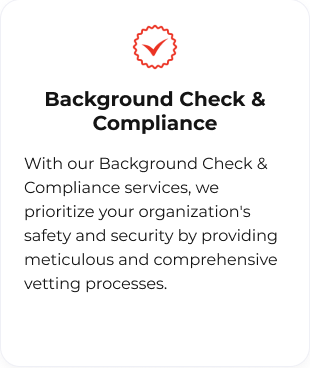 Background Check &
Compliance
With our Background Check &
Compliance services, we
prioritize your organization's
safety and security by providing
meticulous and comprehensive
vetting processes.